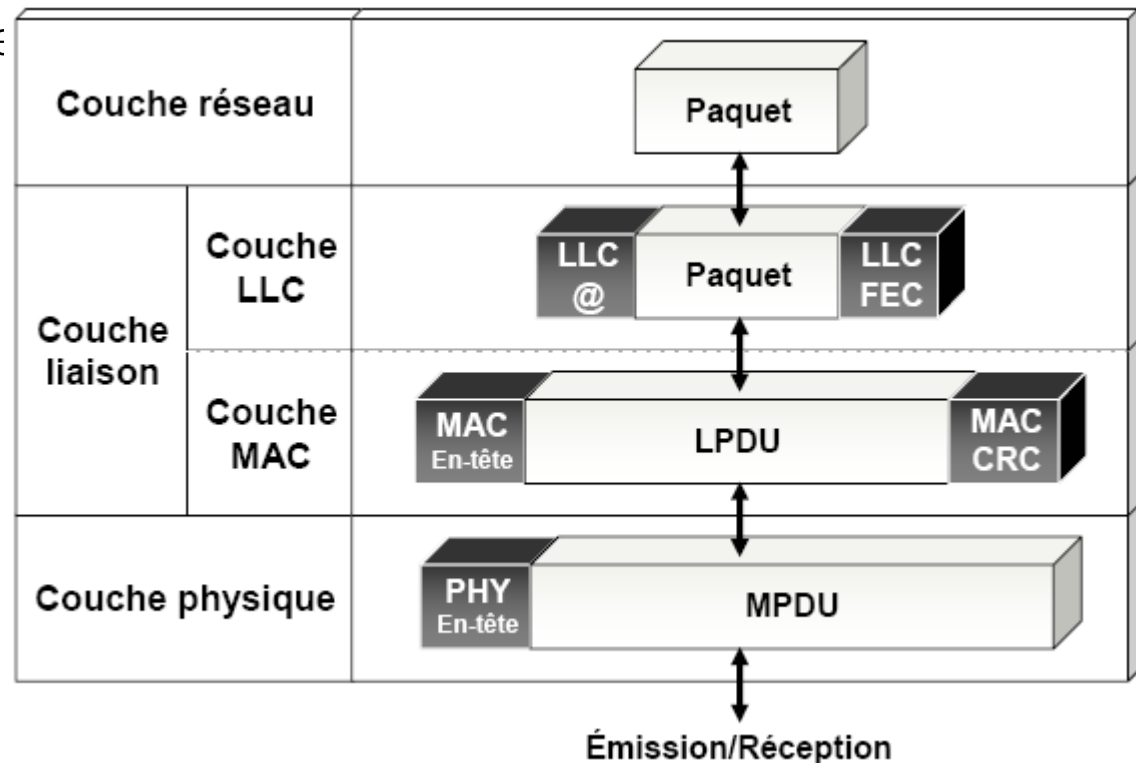 Couche réseau
Paquet
Couche
liaison
Couche
LLC
LLC
@
Paquet
LLC
FEC
Couche
MAC
MAC
En-tête
LPDU
MAC
CRC
Couche physique
PHY
En-tête
MPDU
Émission/Réception